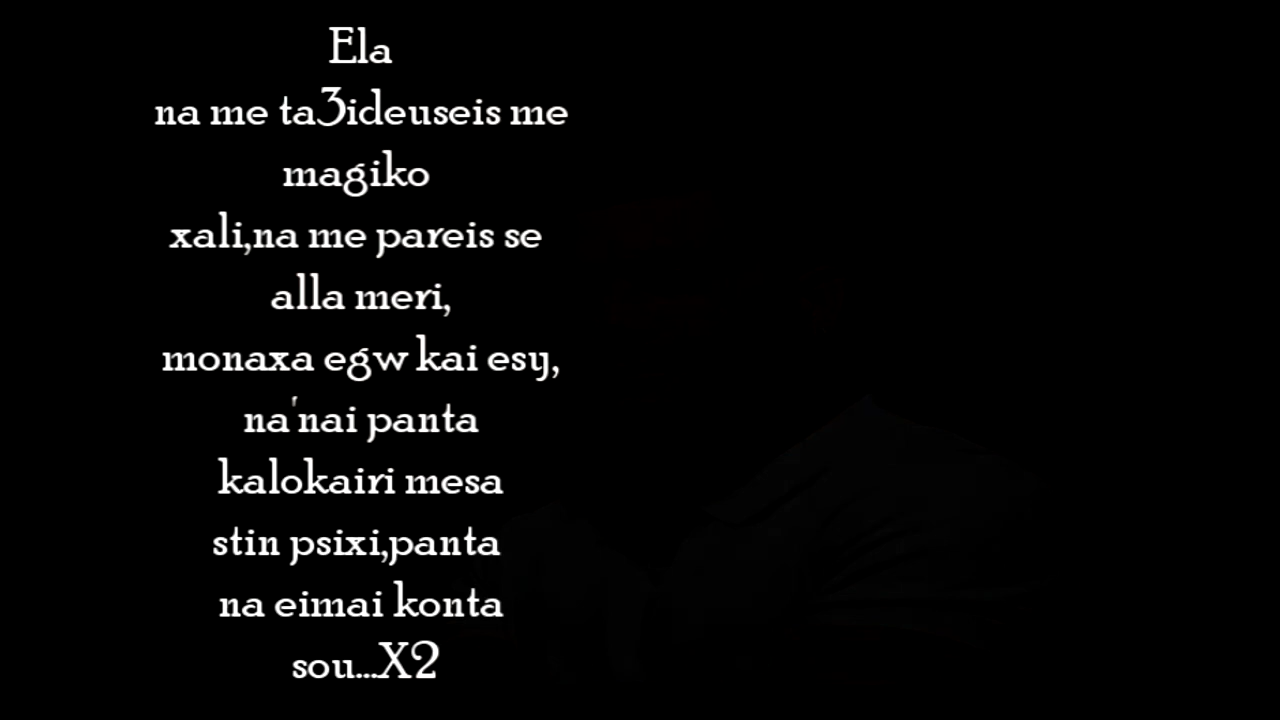 Ela
na me ta3ideuseis me
magiko
xali,na me pareis se
alla meri,
monaxa egw kai esy,
na'nai panta
kalokairi mesa
stin psixi,panta
na eimai konta
sou...X2